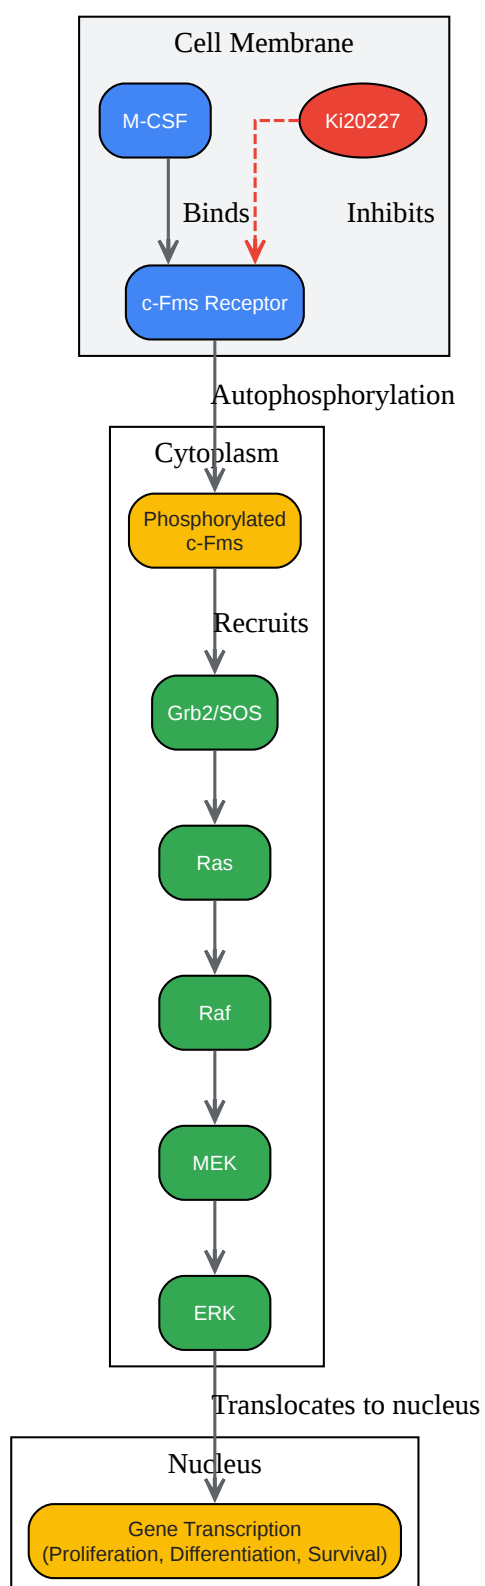 Cell Membrane
M-CSF
Ki20227
Binds
Inhibits
c-Fms Receptor
Autophosphorylation
Cytoplasm
Phosphorylated
c-Fms
Recruits
Grb2/SOS
Ras
Raf
MEK
ERK
Translocates to nucleus
Nucleus
Gene Transcription
(Proliferation, Differentiation, Survival)